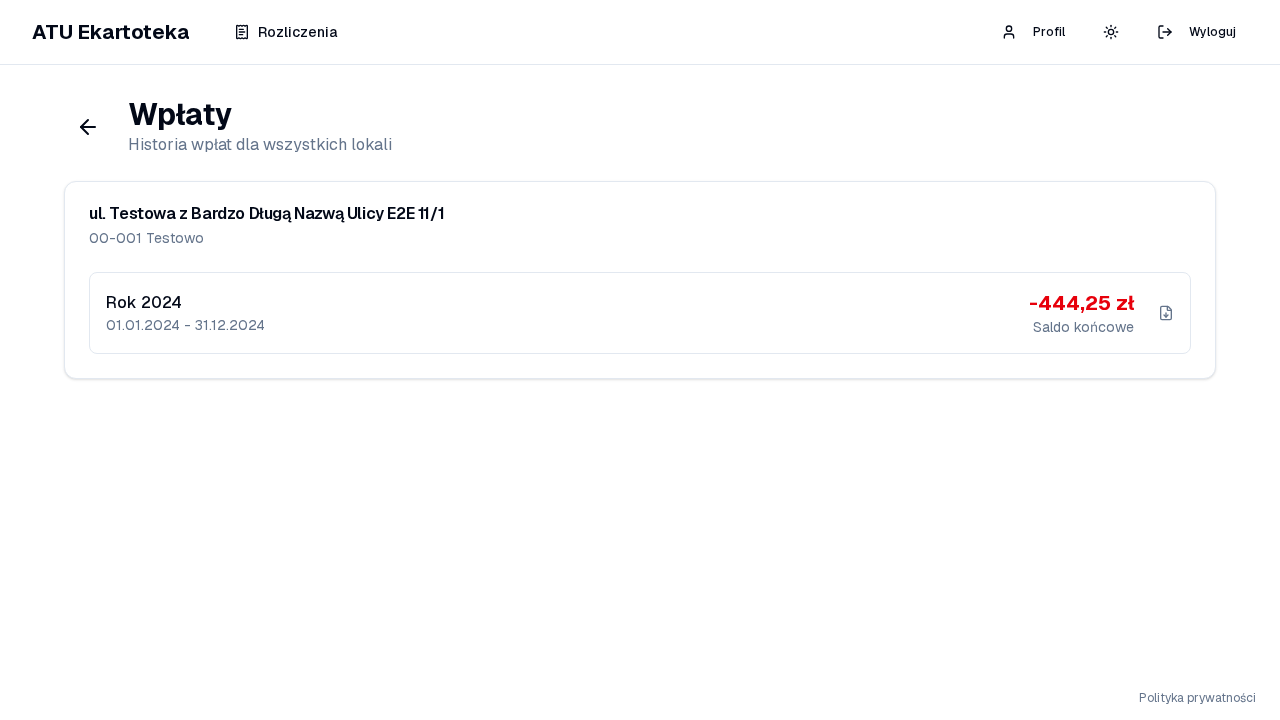 ATU Ekartoteka
Rozliczenia
Profil
Wyloguj
Wpłaty
Historia wpłat dla wszystkich lokali
ul. Testowa z Bardzo Długą Nazwą Ulicy E2E 11/1
00-001 Testowo
Rok 2024
-444,25 zł
01.01.2024 - 31.12.2024
Saldo końcowe
Polityka prywatności